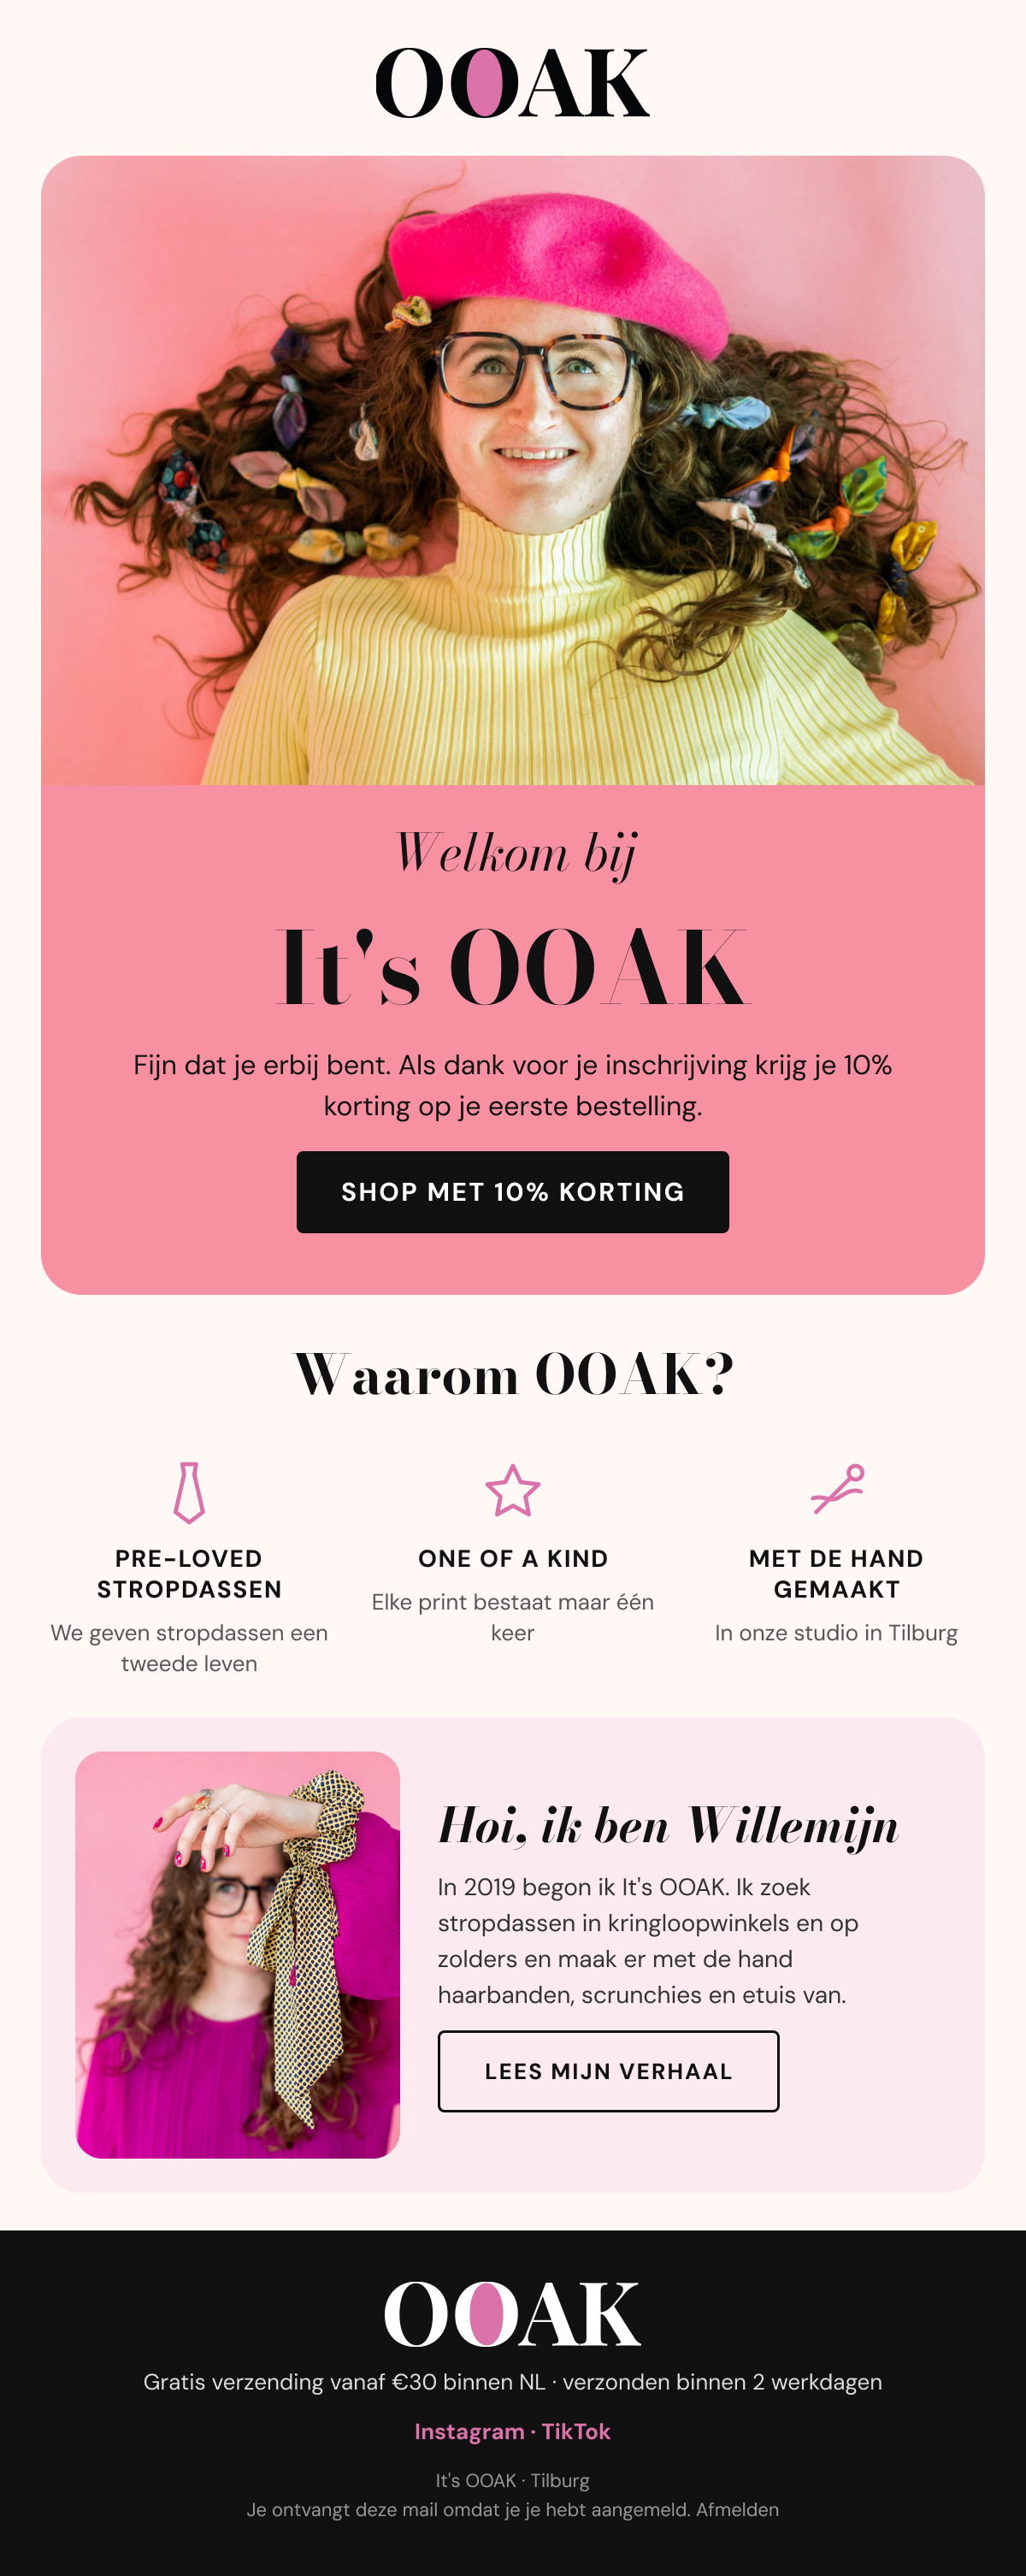 OOAK
Welkom bij
It's OOAK
Fijn dat je erbij bent. Als dank voor je inschrijving krijg je 10%
korting op je eerste bestelling.
SHOP MET 10% KORTING
Waarom OOAK?
PRE-LOVED
STROPDASSEN
We geven stropdassen een
tweede leven
ONE OF A KIND
Elke print bestaat maar één
keer
MET DE HAND
GEMAAKT
In onze studio in Tilburg
Hoi, ik ben Willemijn
In 2019 begon ik It's OOAK. Ik zoek
stropdassen in kringloopwinkels en op
zolders en maak er met de hand
haarbanden, scrunchies en etuis van.
LEES MIJN VERHAAL
OOAK
Gratis verzending vanaf €30 binnen NL · verzonden binnen 2 werkdagen
Instagram · TikTok
It's OOAK · Tilburg
Je ontvangt deze mail omdat je je hebt aangemeld. Afmelden